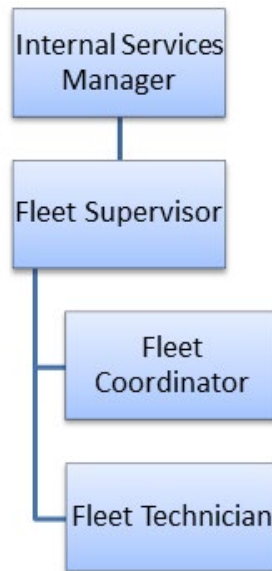 Internal Services
Manager
Fleet Supervisor
Fleet
Coordinator
Fleet Technician